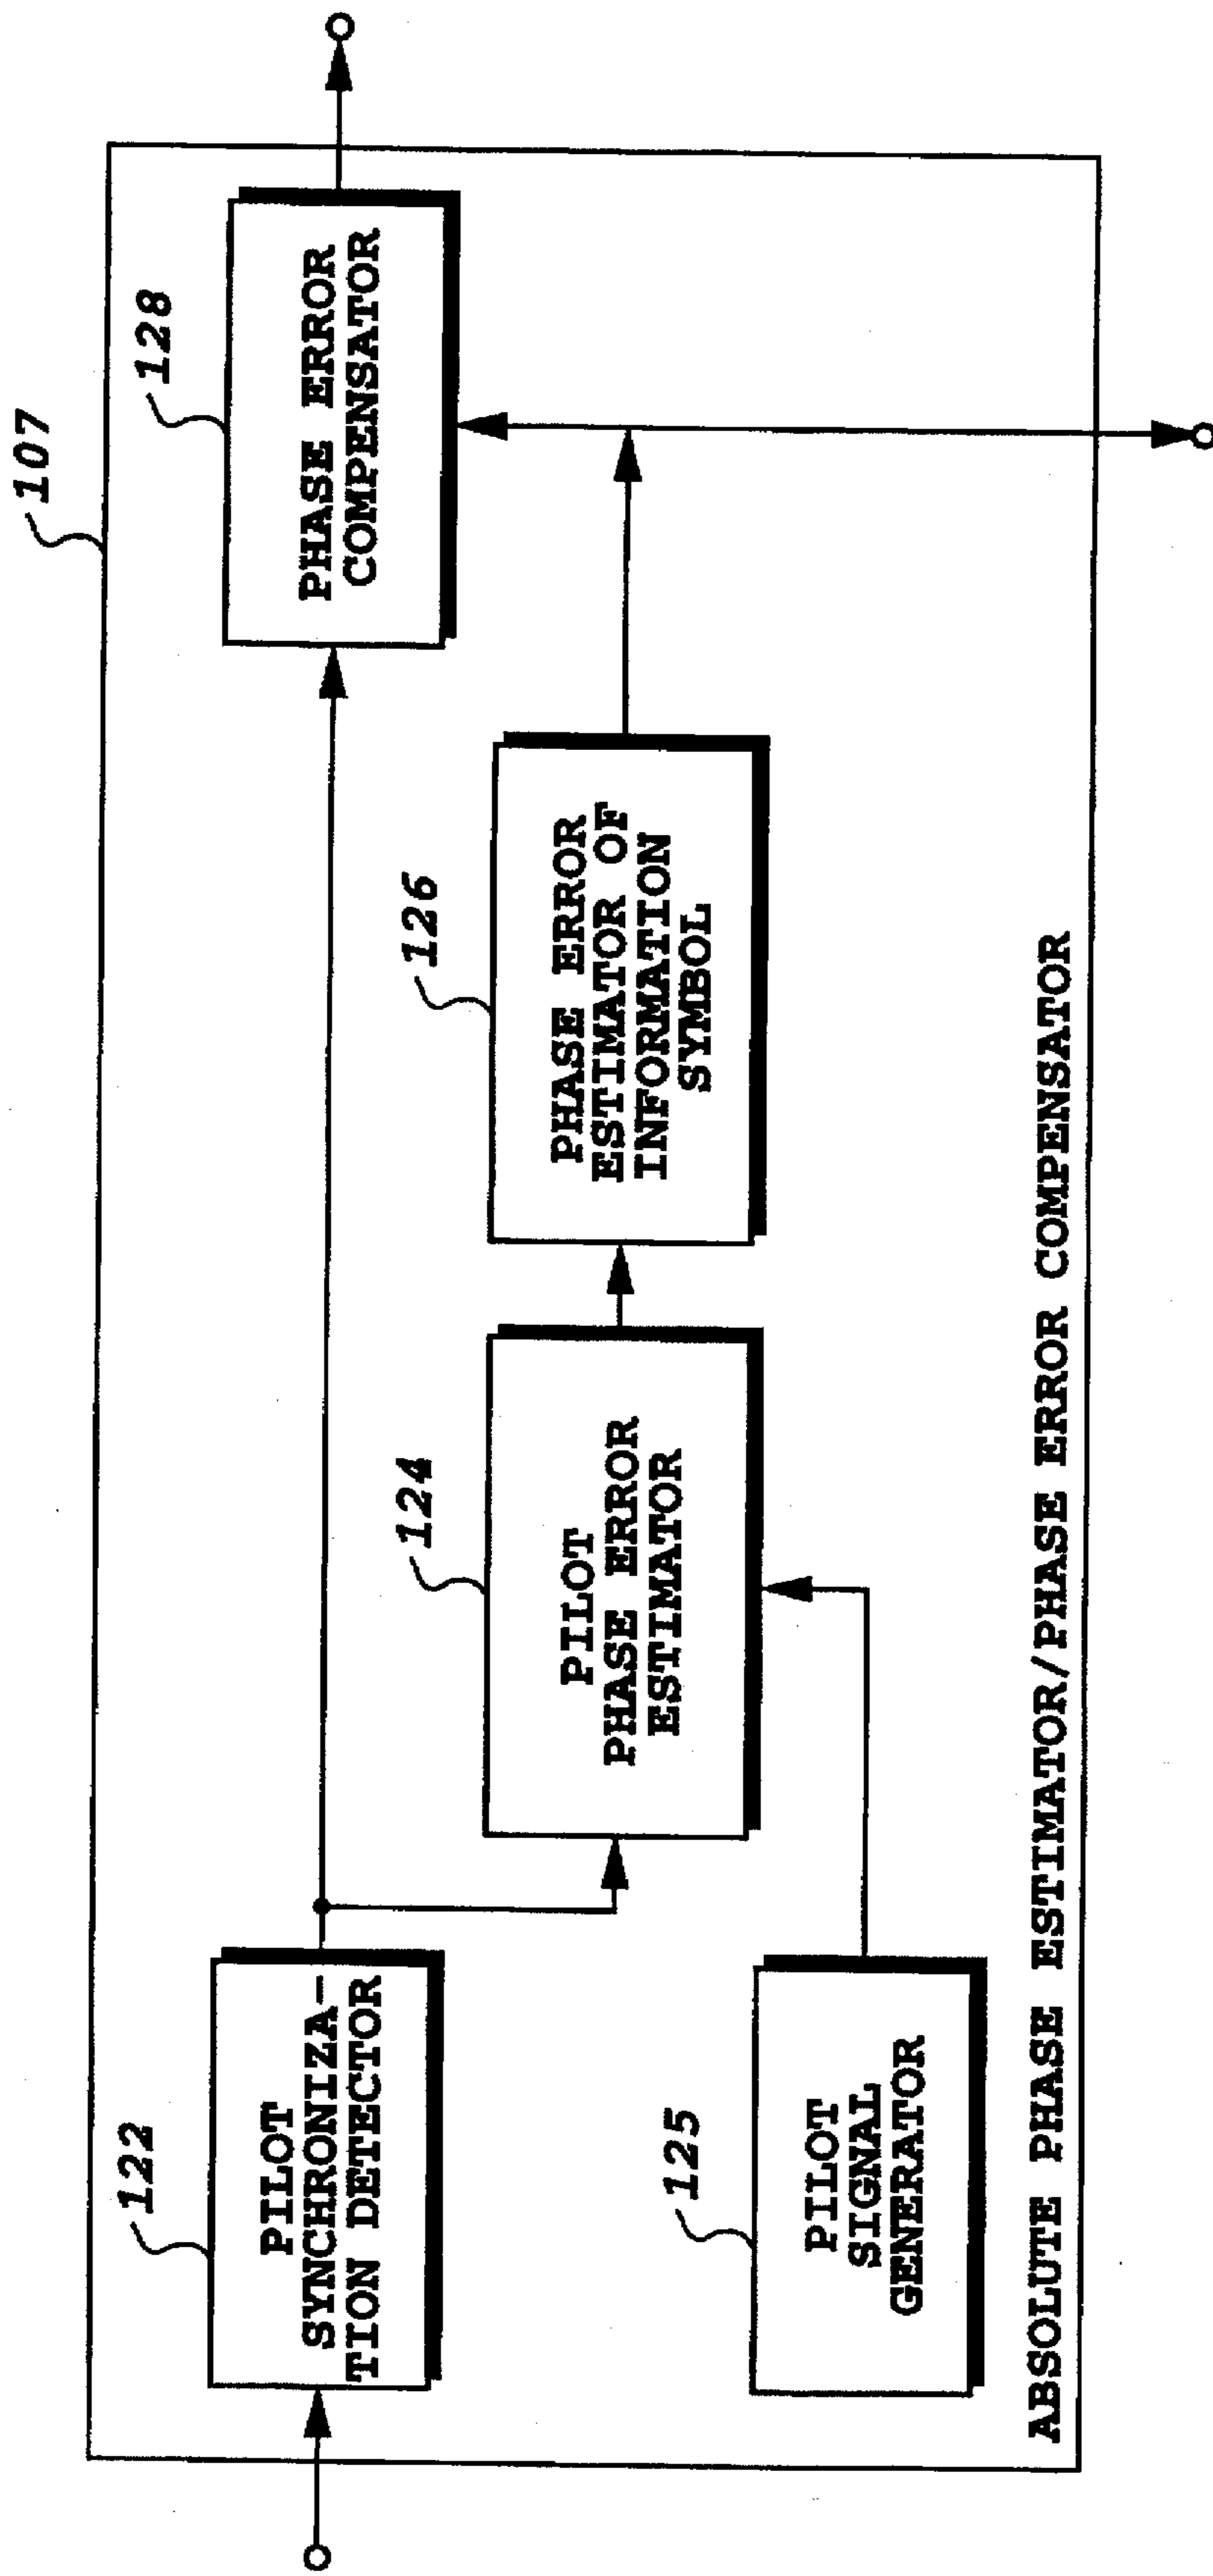 107
122
PILOT
SYNCHRONIZA-
TION DETECTOR
128
PHASE ERROR
COMPENSATOR
124
PILOT
PHASE ERROR
ESTIMATOR
126
PHASE ERROR
ESTIMATOR OF
INFORMATION
SYMBOL
125
PILOT
SIGNAL
GENERATOR
ABSOLUTE PHASE ESTIMATOR/PHASE ERROR COMPENSATOR